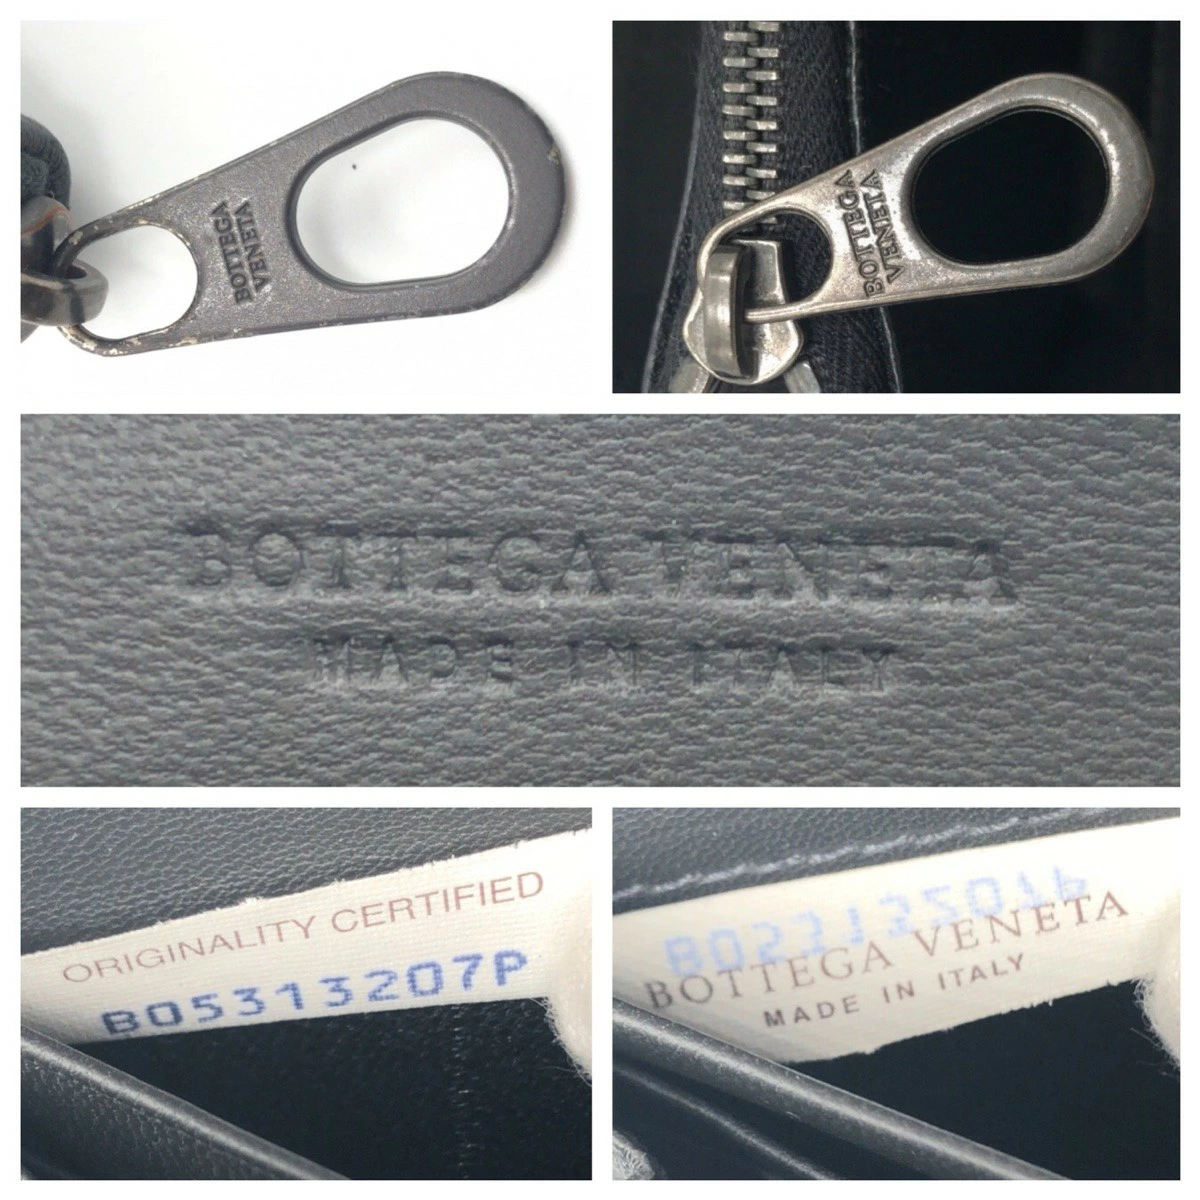 BOTTEGA
VENETA
BOTTEGA
VENETA
BOTTEGA VENETA
MADE IN ITALY
ORIGINALITY CERTIFIED
B05313207P
BOTTEGA VENETA
MADE IN ITALY